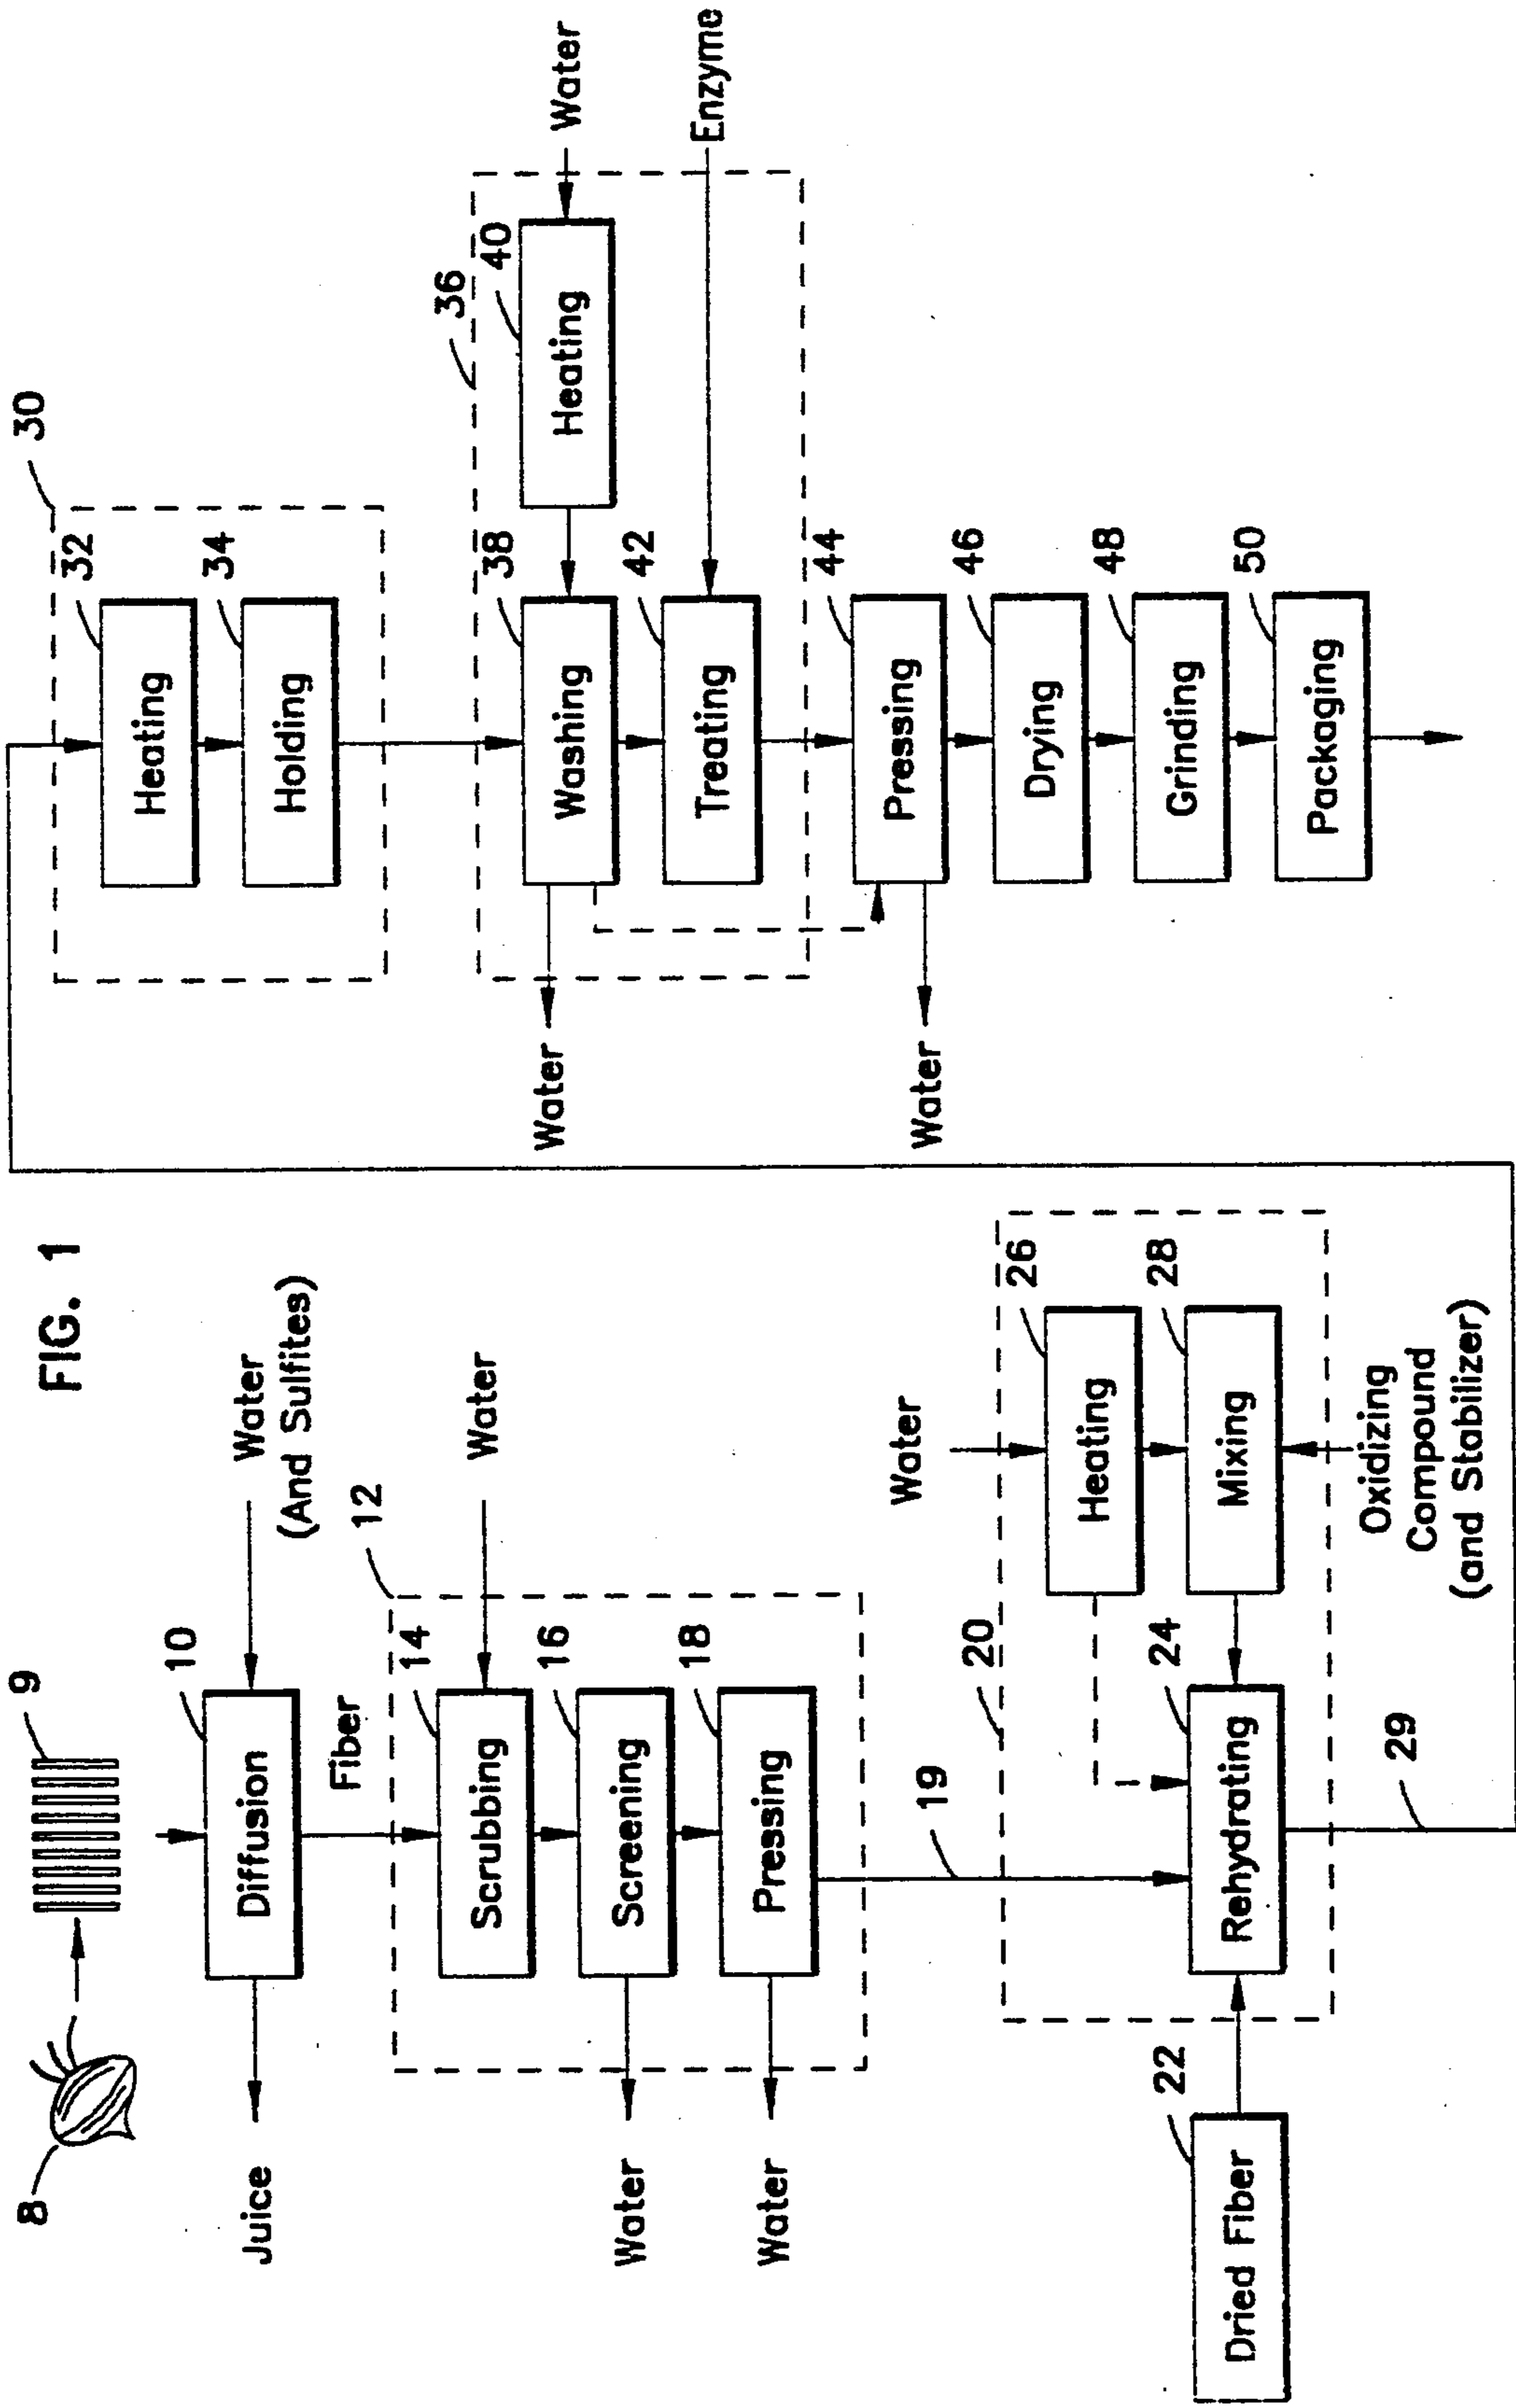 FIG. 1
8
9
10
Diffusion
Juice
Water
(And Sulfites)
Fiber
12
14
Scrubbing
Water
16
Screening
Water
18
Pressing
Water
19
20
22
Dried Fiber
24
Rehydrating
Water
26
Heating
28
Mixing
Oxidizing
Compound
(and Stabilizer)
29
30
32
Heating
34
Holding
36
38
Washing
Water
40
Heating
Water
42
Treating
Enzyme
44
Pressing
Water
46
Drying
48
Grinding
50
Packaging